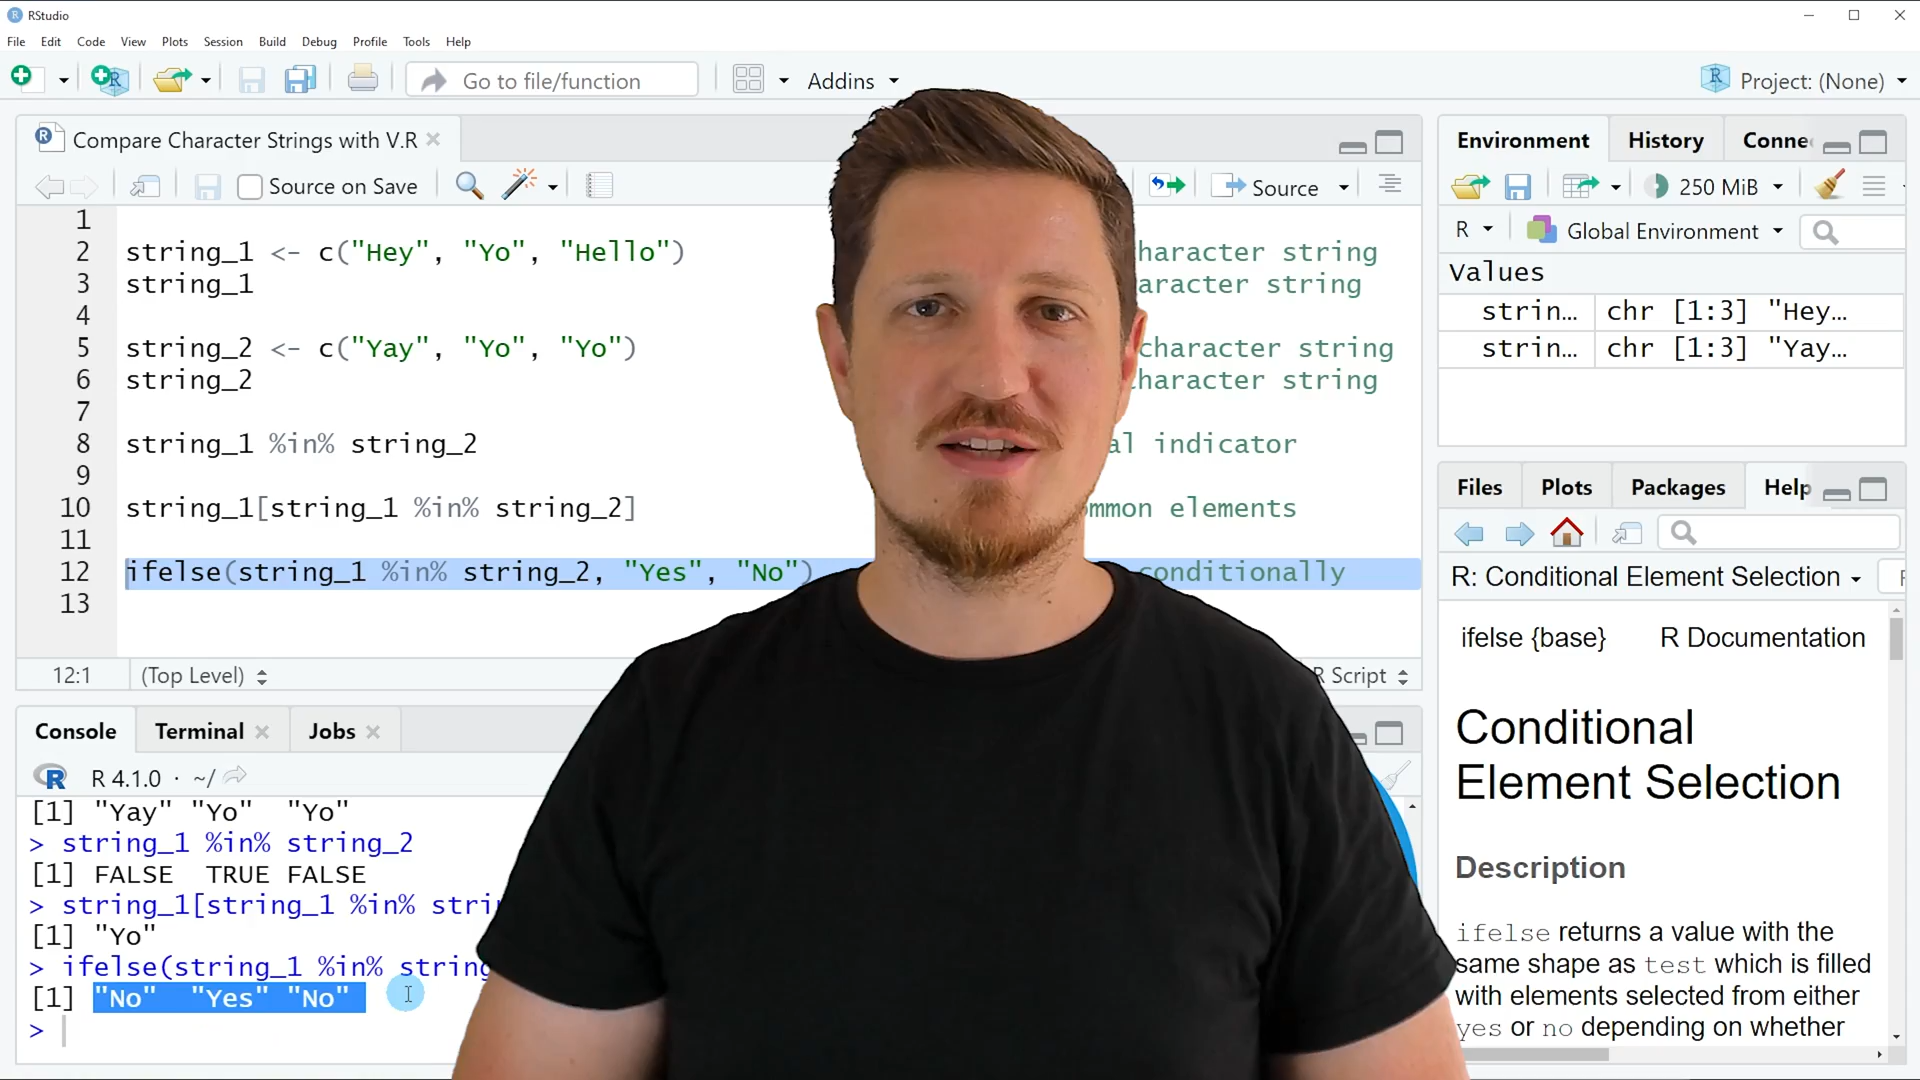 RStudio
File Edit Code View Plots Session Build Debug Profile Tools Help
Go to file/function Addins Project: (None)
Compare Character Strings with V.R
Source on Save Source
1
2 string_1 <- c("Hey", "Yo", "Hello") haracter string
3 string_1 aracter string
4
5 string_2 <- c("Yay", "Yo", "Yo") character string
6 string_2 haracter string
7
8 string_1 %in% string_2 al indicator
9
10 string_1[string_1 %in% string_2] mmon elements
11
12 ifelse(string_1 %in% string_2, "Yes", "No") conditionally
13
12:1 (Top Level) R Script
Console Terminal Jobs
R 4.1.0 · ~/
[1] "Yay" "Yo" "Yo"
> string_1 %in% string_2
[1] FALSE TRUE FALSE
> string_1[string_1 %in% stri
[1] "Yo"
> ifelse(string_1 %in% string
[1] "No" "Yes" "No"
>
Environment History Conne
250 MiB
R Global Environment
Values
strin… chr [1:3] "Hey…
strin… chr [1:3] "Yay…
Files Plots Packages Help
R: Conditional Element Selection
ifelse {base} R Documentation
Conditional
Element Selection
Description
ifelse returns a value with the
same shape as test which is filled
with elements selected from either
yes or no depending on whether